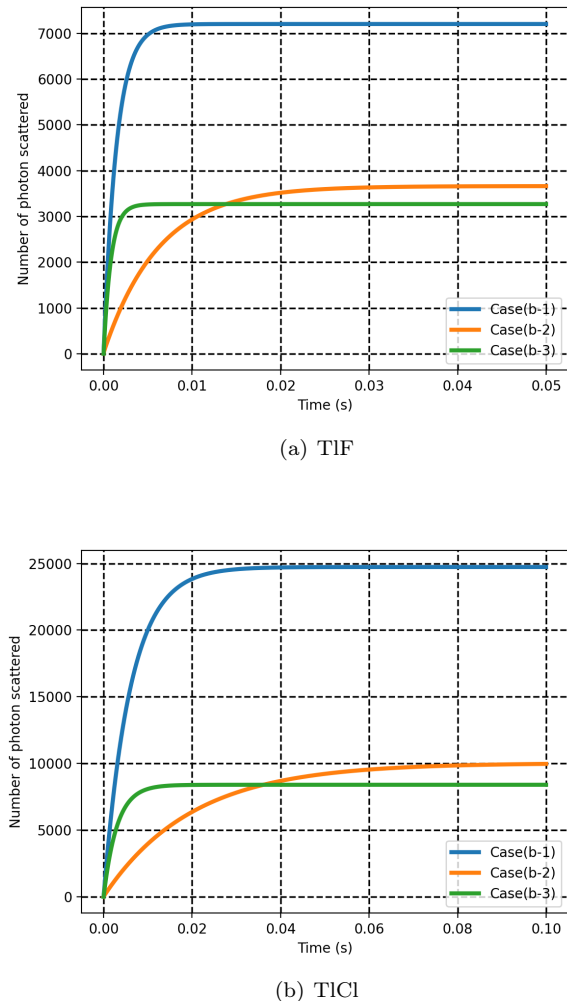 7000
6000
5000
4000
3000
2000
1000
0
Number of photon scattered
Case(b-1)
Case(b-2)
Case(b-3)
0.00 0.01 0.02 0.03 0.04 0.05
Time (s)
(a) TlF
25000
20000
15000
10000
5000
0
Number of photon scattered
Case(b-1)
Case(b-2)
Case(b-3)
0.00 0.02 0.04 0.06 0.08 0.10
Time (s)
(b) TlCl